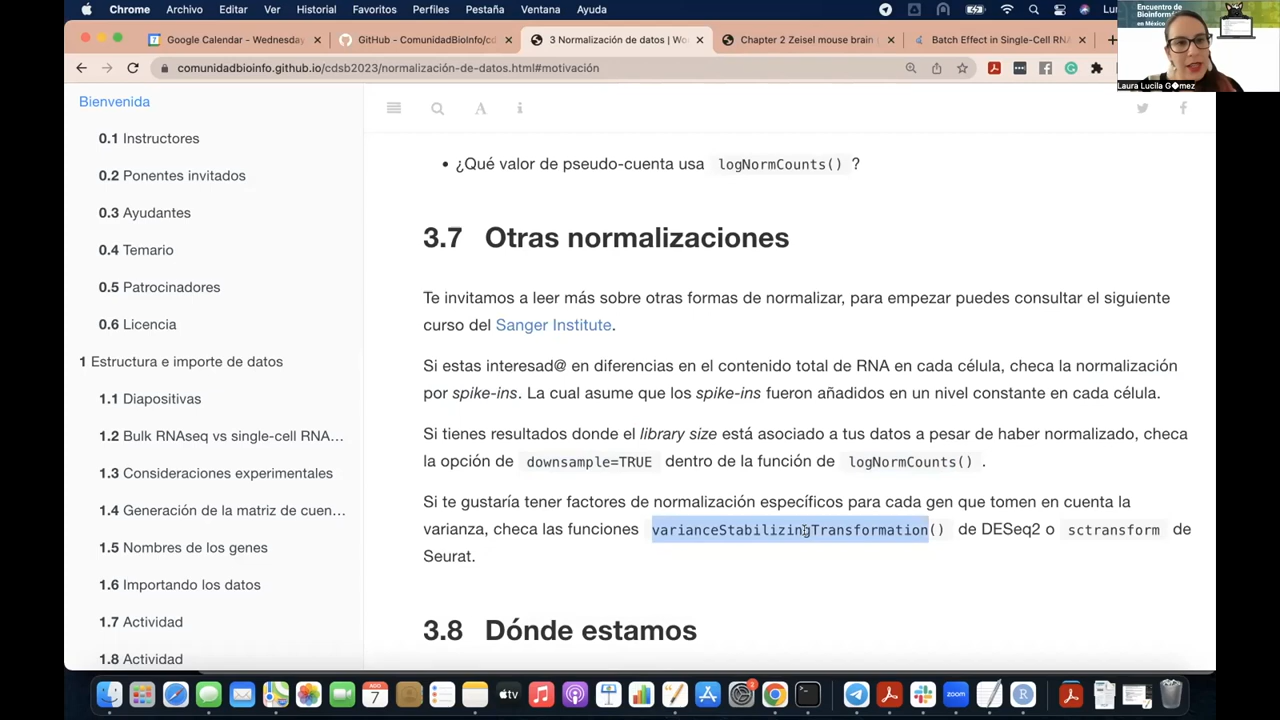 Chrome Archivo Editar Ver Historial Favoritos Perfiles Pestaña Ventana Ayuda
Google Calendar - Wednesday
GitHub - ComunidadBioInfo/cd
3 Normalización de datos | Wo
Chapter 2 Zeisel mouse brain (
Batch Effect in Single-Cell RN
comunidadbioinfo.github.io/cdsb2023/normalización-de-datos.html#motivación
Encuentro de
Bioinformá
en México
Laura Lucila G�mez
Bienvenida
0.1 Instructores
0.2 Ponentes invitados
0.3 Ayudantes
0.4 Temario
0.5 Patrocinadores
0.6 Licencia
1 Estructura e importe de datos
1.1 Diapositivas
1.2 Bulk RNAseq vs single-cell RNA…
1.3 Consideraciones experimentales
1.4 Generación de la matriz de cuen…
1.5 Nombres de los genes
1.6 Importando los datos
1.7 Actividad
1.8 Actividad
• ¿Qué valor de pseudo-cuenta usa logNormCounts() ?
3.7 Otras normalizaciones
Te invitamos a leer más sobre otras formas de normalizar, para empezar puedes consultar el siguiente
curso del Sanger Institute.
Si estas interesad@ en diferencias en el contenido total de RNA en cada célula, checa la normalización
por spike-ins. La cual asume que los spike-ins fueron añadidos en un nivel constante en cada célula.
Si tienes resultados donde el library size está asociado a tus datos a pesar de haber normalizado, checa
la opción de downsample=TRUE dentro de la función de logNormCounts() .
Si te gustaría tener factores de normalización específicos para cada gen que tomen en cuenta la
varianza, checa las funciones varianceStabilizingTransformation() de DESeq2 o sctransform de
Seurat.
3.8 Dónde estamos
AGO
7
tv
zoom
R